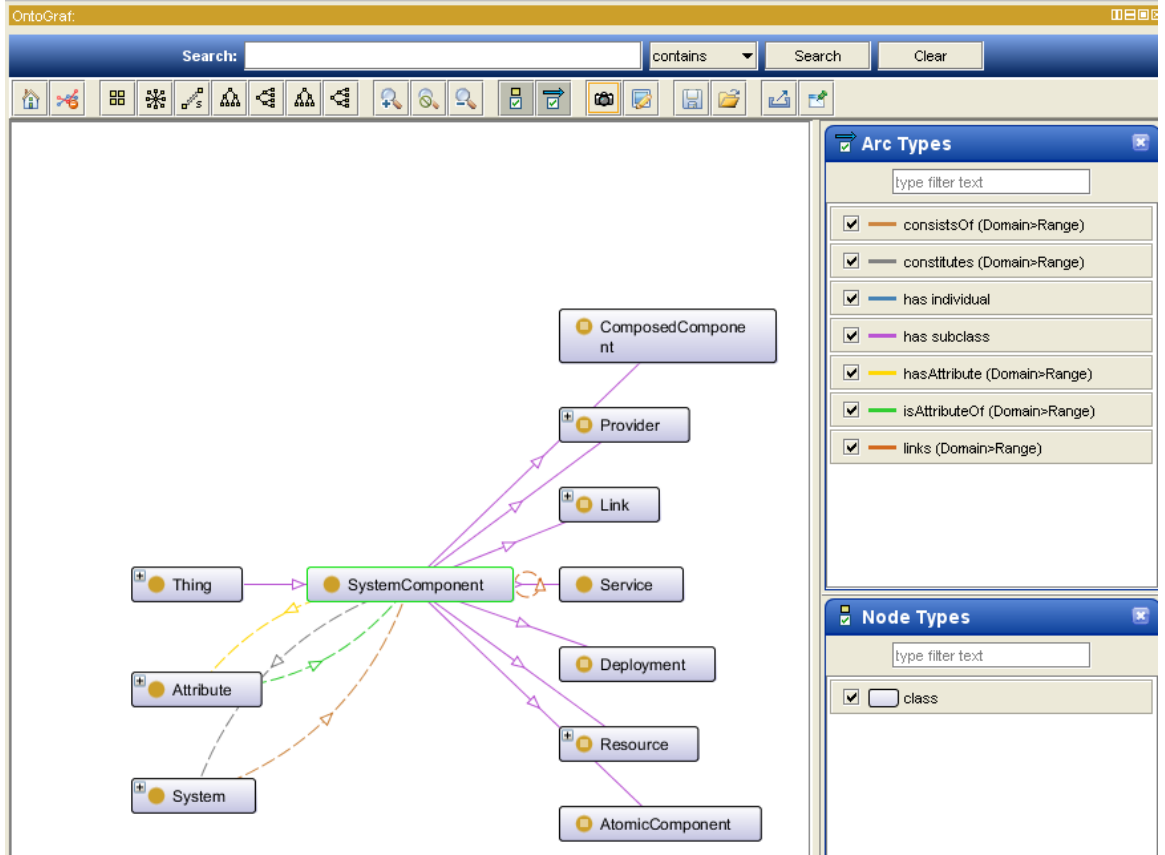 OntoGraf:
Search:
contains
Search
Clear
ComposedCompone
nt
Provider
Link
Thing
SystemComponent
Service
Deployment
Attribute
Resource
System
AtomicComponent
Arc Types
type filter text
consistsOf (Domain>Range)
constitutes (Domain>Range)
has individual
has subclass
hasAttribute (Domain>Range)
isAttributeOf (Domain>Range)
links (Domain>Range)
Node Types
type filter text
class